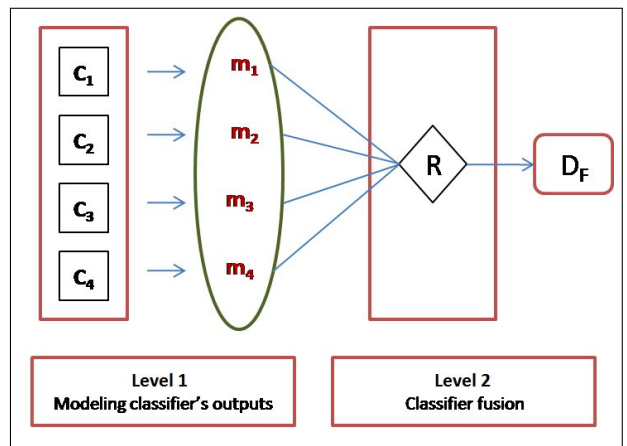 C1
m1
C2
m2
R
DF
C3
m3
C4
m4
Level 1
Modeling classifier's outputs
Level 2
Classifier fusion